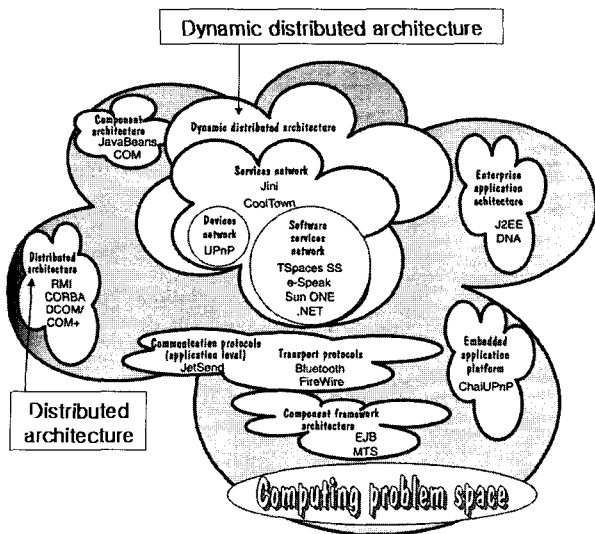 Dynamic distributed architecture
Component
architecture
JavaBeans
COM
Dynamic distributed architecture
Services network
Jini
CoolTown
Devices
network
UPnP
Software
services
network
TSpaces SS
e-Speak
Sun ONE
.NET
Enterprise
application
achitecture
J2EE
DNA
Distributed
architecture
RMI
CORBA
DCOM/
COM+
Communication protocols
(application level)
JetSend
Transport protocols
Bluetooth
FireWire
Embedded
application
platform
ChaiUPnP
Distributed
architecture
Component framework
architecture
EJB
MTS
Computing problem space